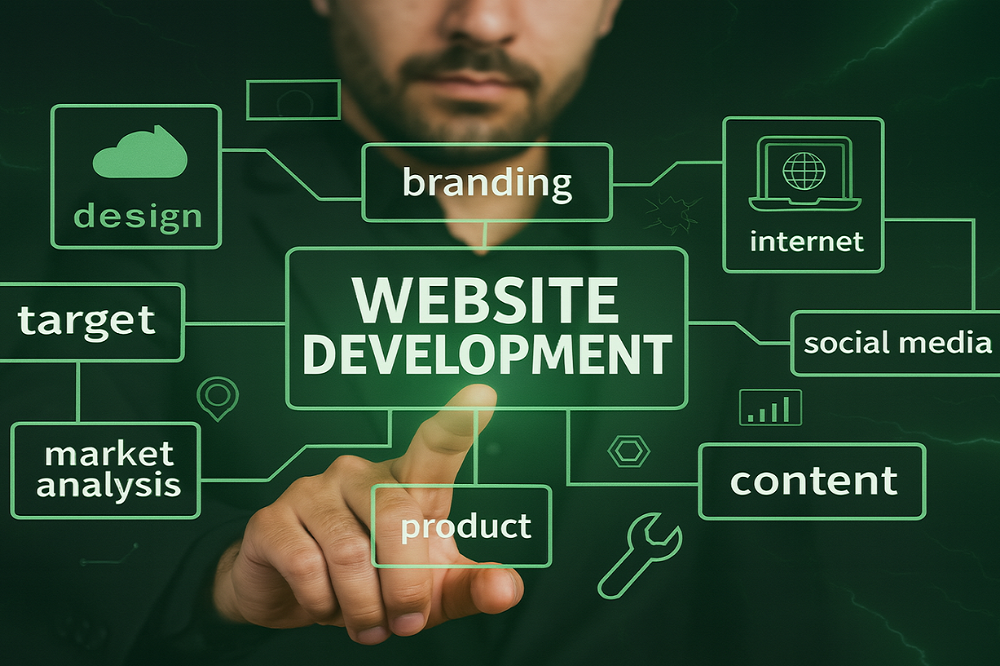 branding
design
internet
WEBSITE
DEVELOPMENT
target
social media
market
analysis
content
product